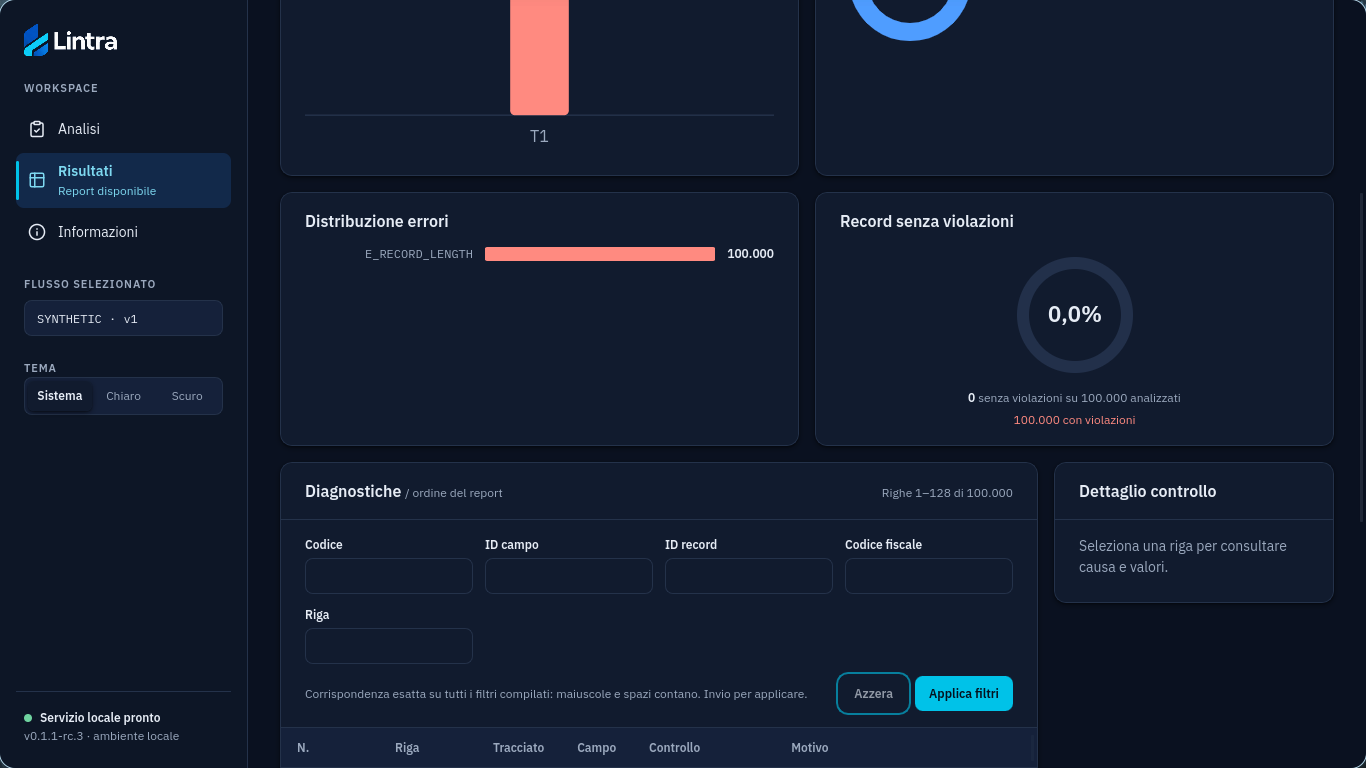 Lintra
WORKSPACE
Analisi
Risultati
Report disponibile
Informazioni
FLUSSO SELEZIONATO
SYNTHETIC · v1
TEMA
Sistema Chiaro Scuro
Servizio locale pronto
v0.1.1-rc.3 · ambiente locale
T1
Distribuzione errori
E_RECORD_LENGTH 100.000
Record senza violazioni
0,0%
0 senza violazioni su 100.000 analizzati
100.000 con violazioni
Diagnostiche / ordine del report Righe 1–128 di 100.000
Codice ID campo ID record Codice fiscale
Riga
Corrispondenza esatta su tutti i filtri compilati: maiuscole e spazi contano. Invio per applicare. Azzera Applica filtri
N. Riga Tracciato Campo Controllo Motivo
Dettaglio controllo
Seleziona una riga per consultare
causa e valori.